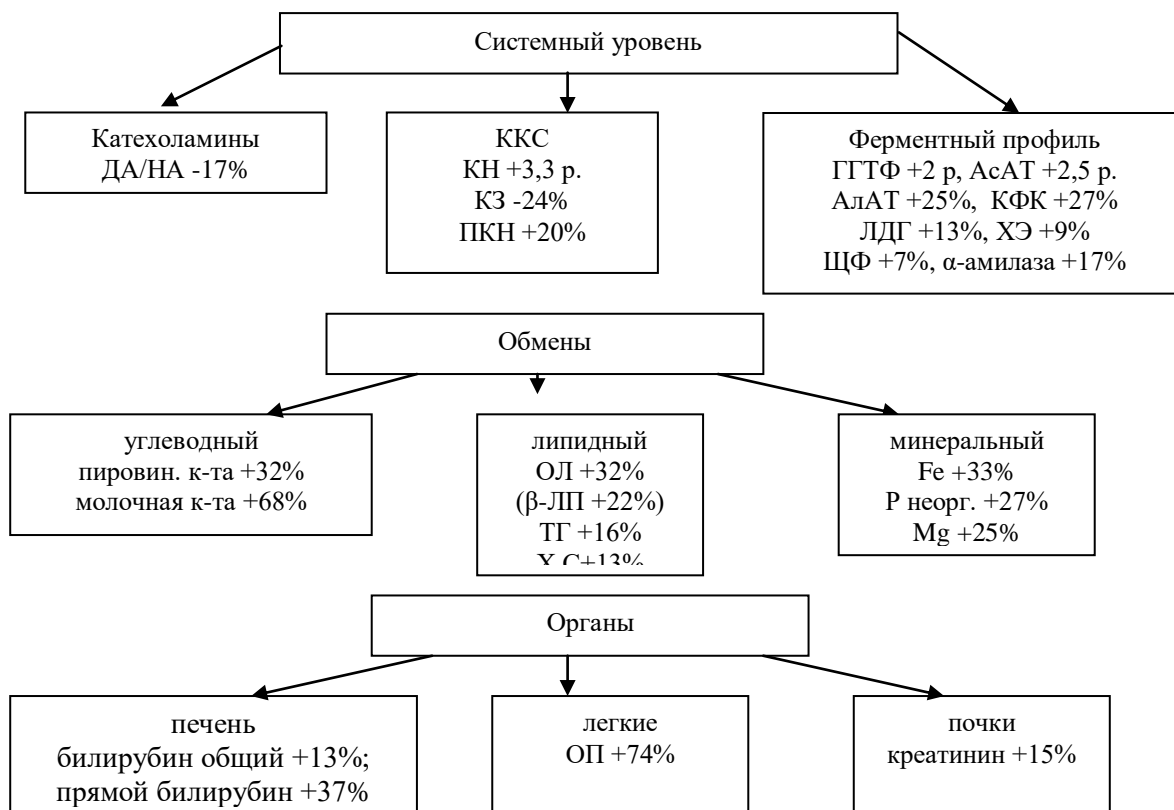 Системный уровень
Катехоламины
ДА/НА -17%
ККС
КН +3,3 р.
КЗ -24%
ПКН +20%
Ферментный профиль
ГГТФ +2 р, АсАТ +2,5 р.
АлАТ +25%, КФК +27%
ЛДГ +13%, ХЭ +9%
ЩФ +7%, α-амилаза +17%
Обмены
углеводный
пировин. к-та +32%
молочная к-та +68%
липидный
ОЛ +32%
(β-ЛП +22%)
ТГ +16%
Х С+13%
минеральный
Fe +33%
Р неорг. +27%
Mg +25%
Органы
печень
билирубин общий +13%;
прямой билирубин +37%
легкие
ОП +74%
почки
креатинин +15%